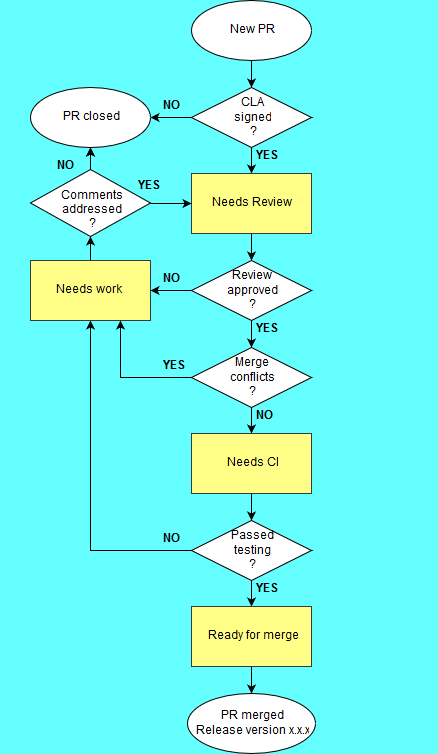 New PR
NO
CLA
signed
?
PR closed
YES
NO
YES
Comments
addressed
?
Needs Review
NO
Review
approved
?
Needs work
YES
YES
Merge
conflicts
?
NO
Needs CI
NO
Passed
testing
?
YES
Ready for merge
PR merged
Release version x.x.x